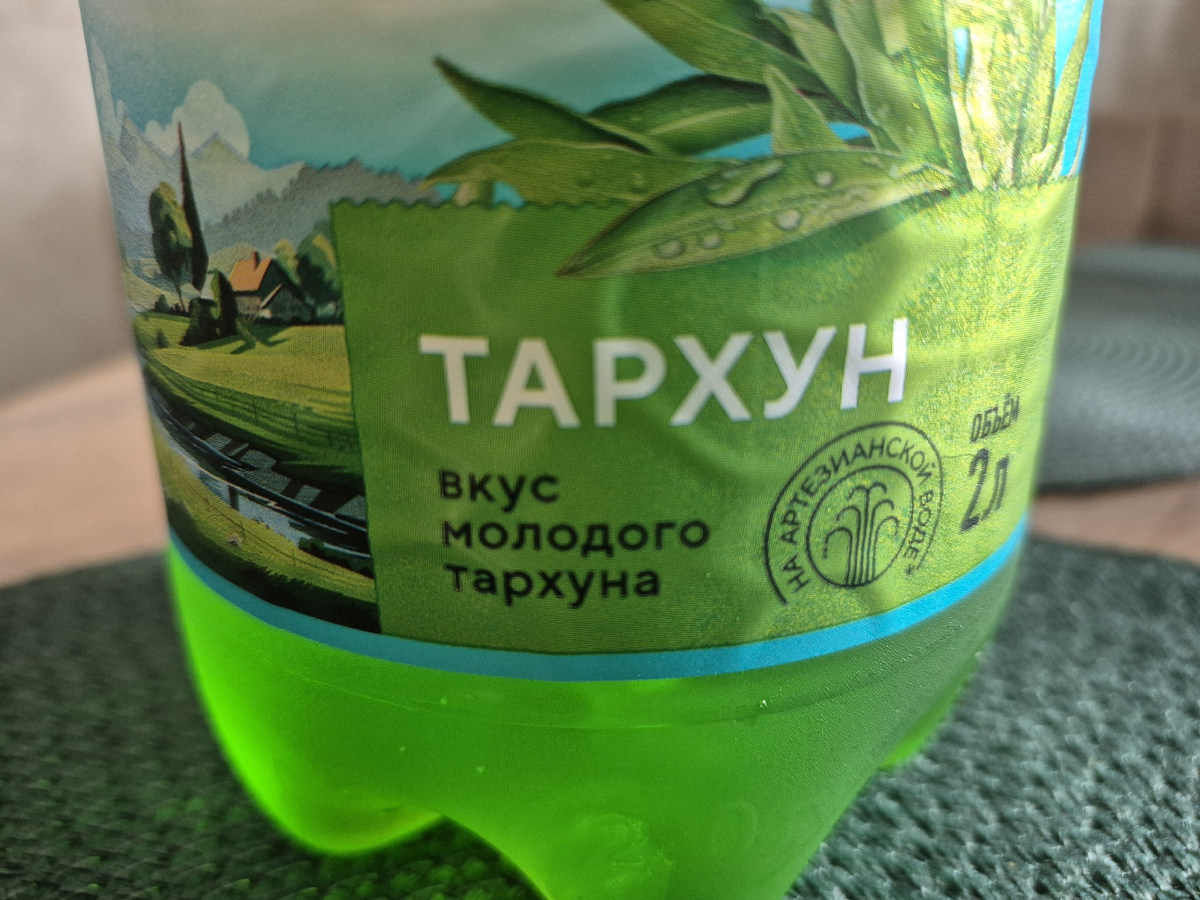 ТАРХУН
вкус
молодого
тархуна
НА АРТЕЗИАНСКОЙ ВОДЕ*
ОБЪЁМ
2л